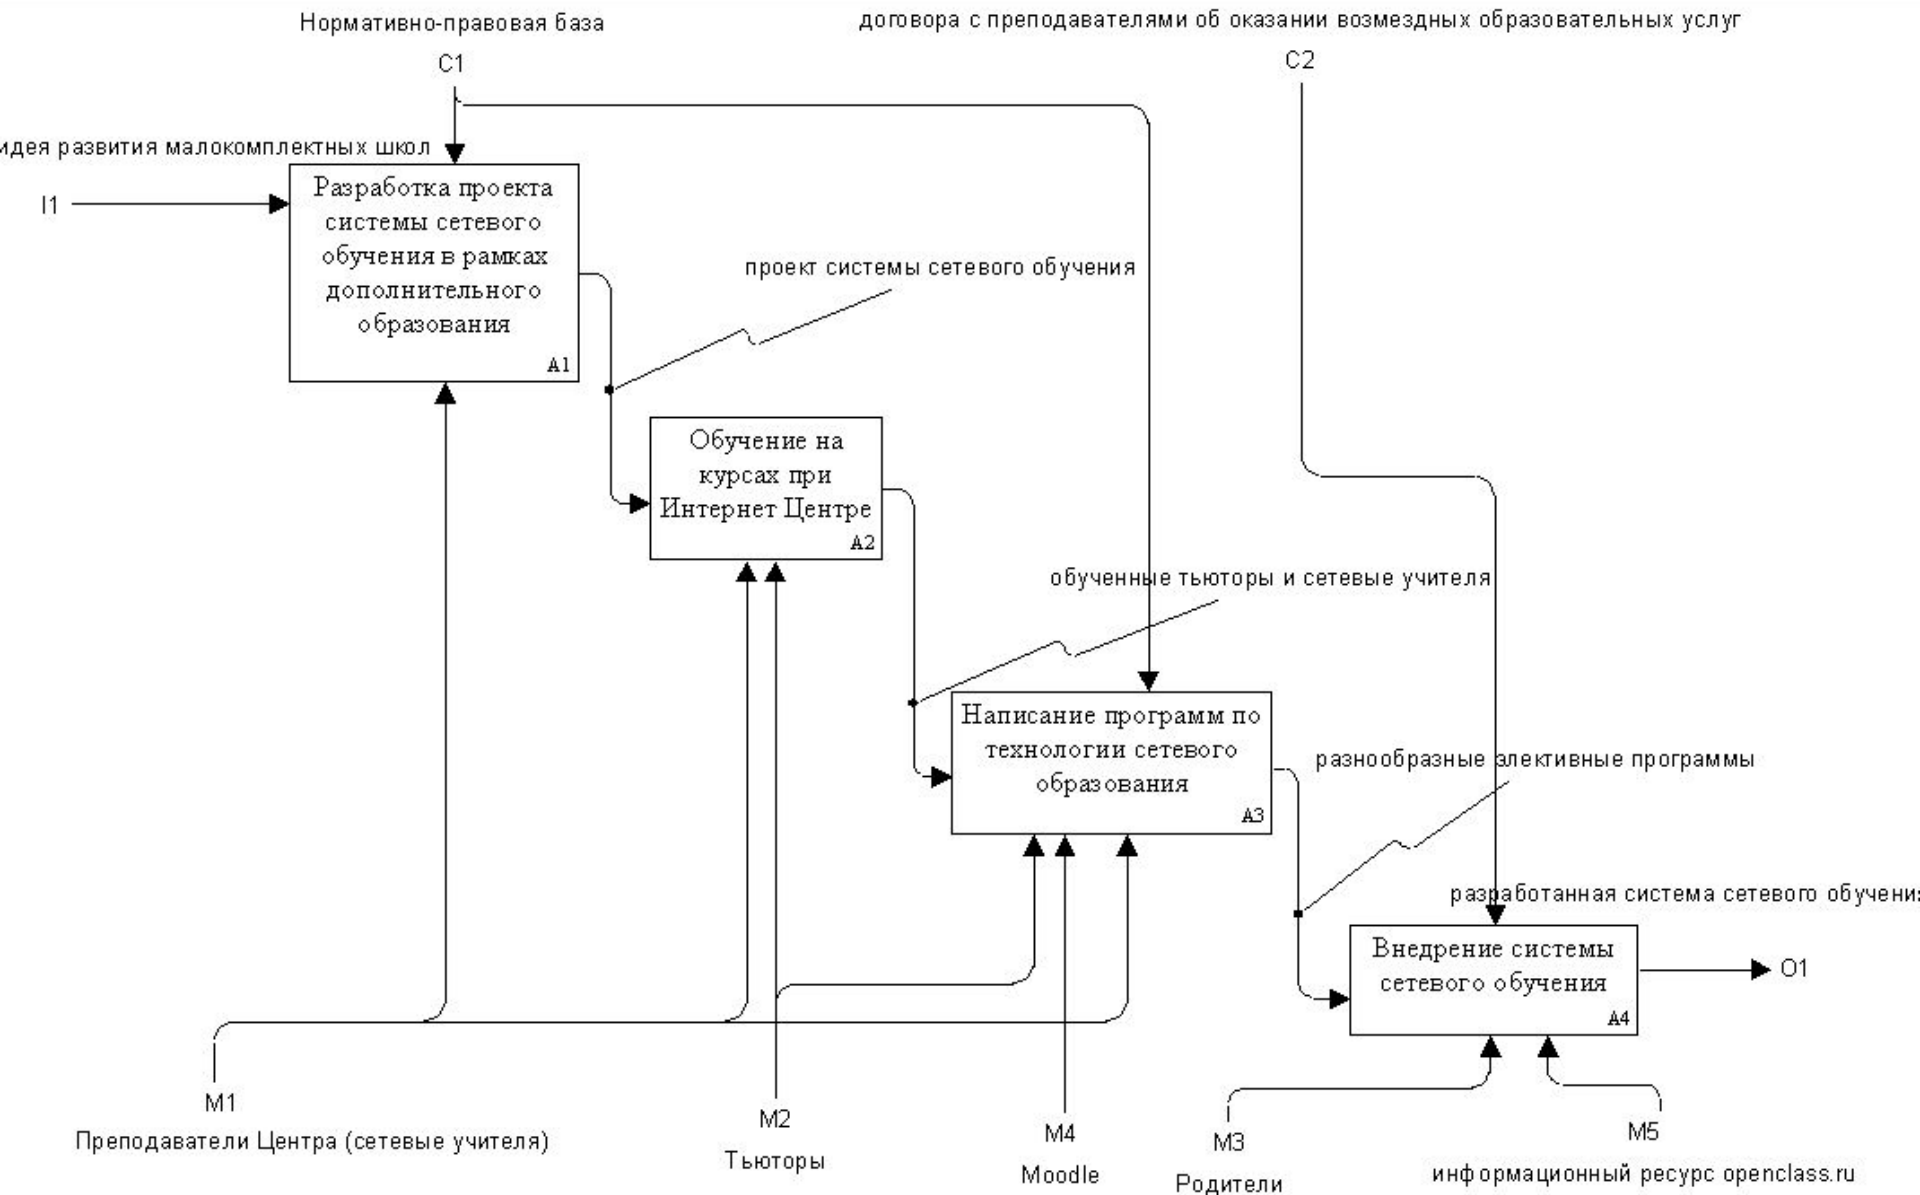 Нормативно-правовая база
договора с преподавателями об оказании возмездных образовательных услуг
C1
C2
идея развития малокомплектных школ
I1
Разработка проекта
системы сетевого
обучения в рамках
дополнительного
образования
A1
проект системы сетевого обучения
Обучение на
курсах при
Интернет Центре
A2
обученные тьюторы и сетевые учителя
Написание программ по
технологии сетевого
образования
A3
разнообразные элективные программы
разработанная система сетевого обучения
Внедрение системы
сетевого обучения
A4
O1
M1
Преподаватели Центра (сетевые учителя)
M2
Тьюторы
M4
Moodle
M3
Родители
M5
информационный ресурс openclass.ru